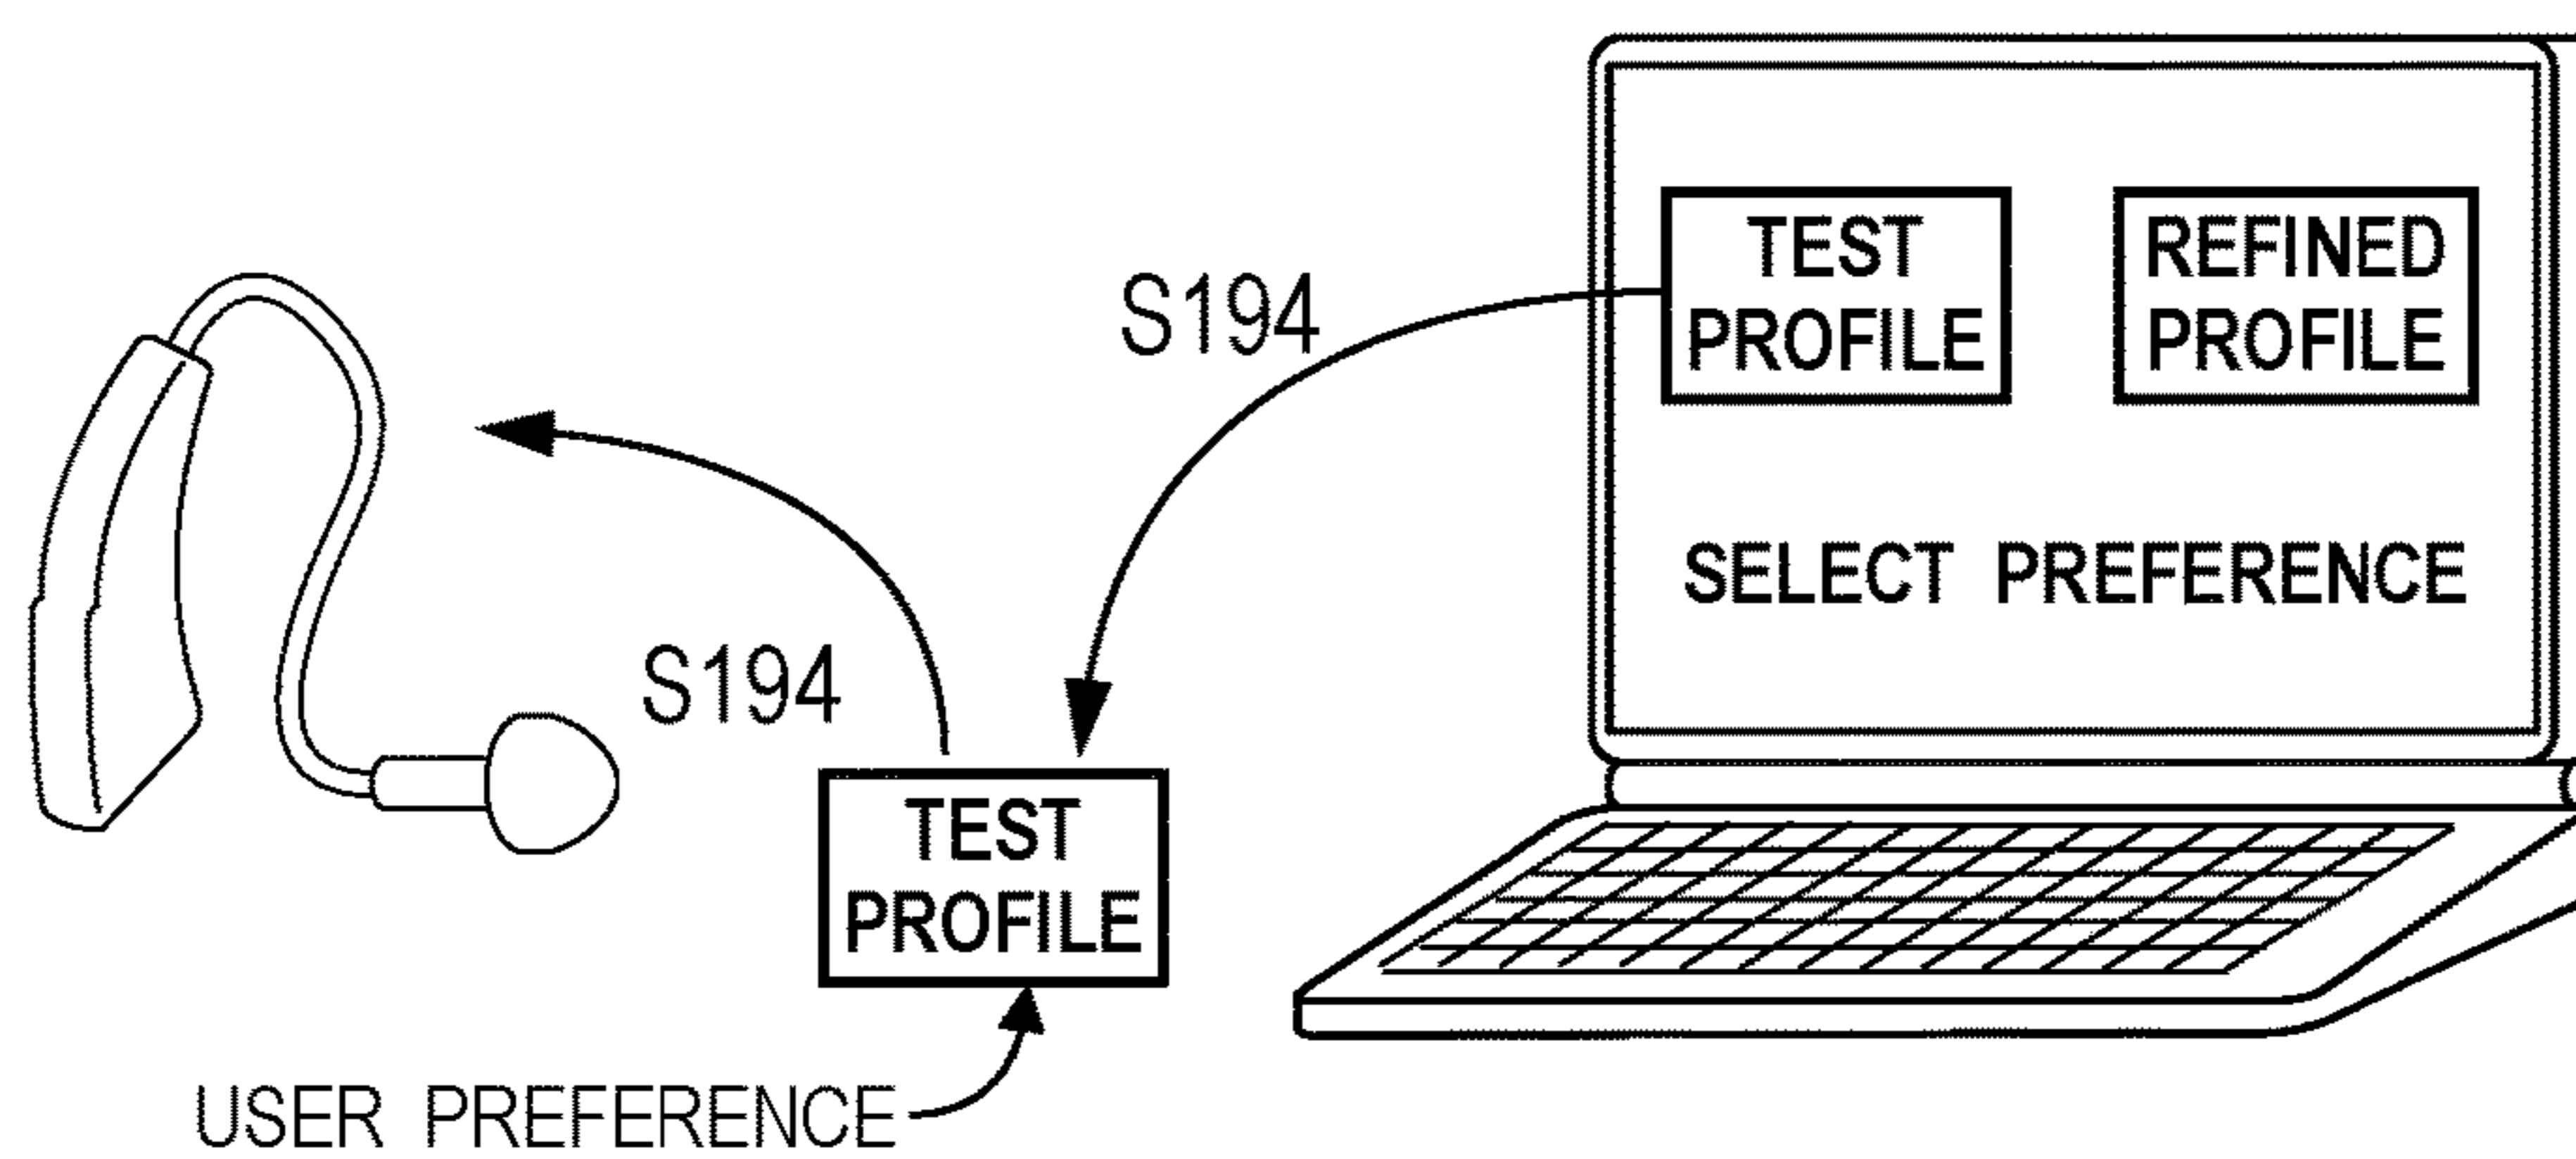 TEST
PROFILE
REFINED
PROFILE
S194
SELECT PREFERENCE
S194
TEST
PROFILE
USER PREFERENCE